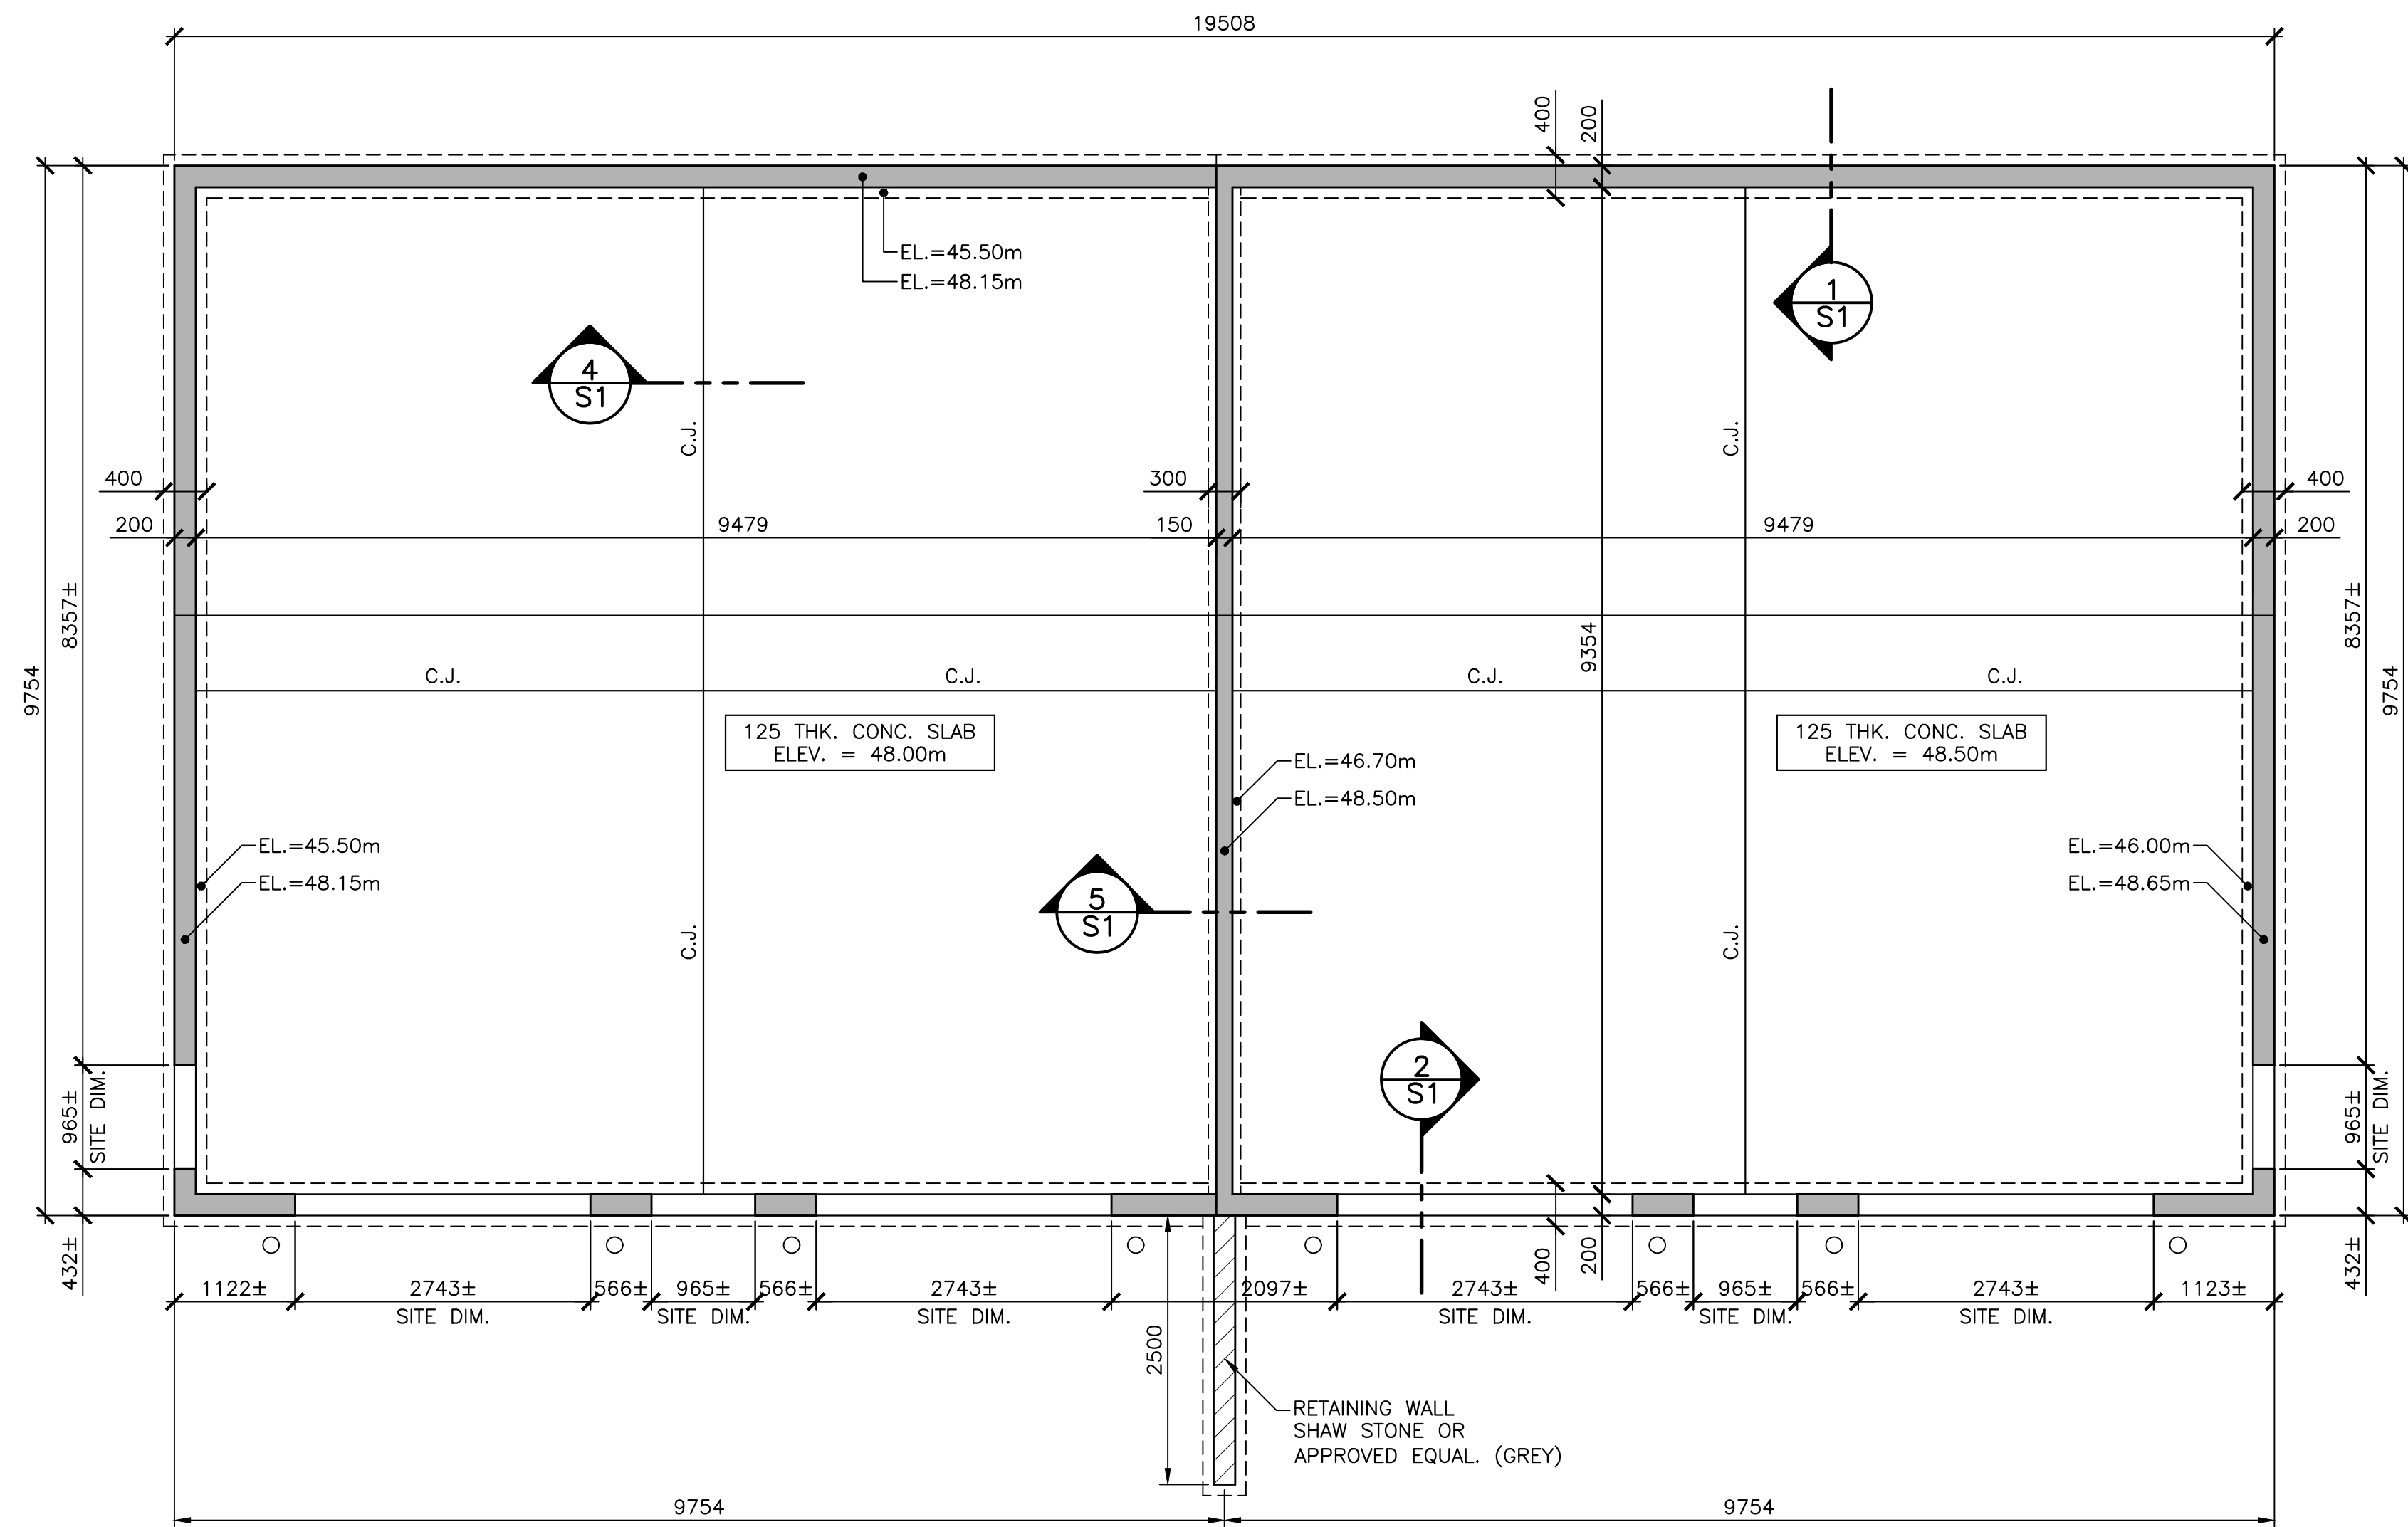 19508
400
200
EL.=45.50m
EL.=48.15m
1
S1
4
S1
C.J.
C.J.
400
300
400
200
9479
150
9479
200
8357±
9754
9354
8357±
9754
C.J.
C.J.
C.J.
C.J.
125 THK. CONC. SLAB
ELEV. = 48.00m
125 THK. CONC. SLAB
ELEV. = 48.50m
EL.=46.70m
EL.=48.50m
EL.=45.50m
EL.=48.15m
EL.=46.00m
EL.=48.65m
5
S1
C.J.
C.J.
2
S1
965±
SITE DIM.
965±
SITE DIM.
432±
400
200
432±
1122±
2743±
SITE DIM.
566±
965±
SITE DIM.
566±
2743±
SITE DIM.
2097±
2743±
SITE DIM.
566±
965±
SITE DIM.
566±
2743±
SITE DIM.
1123±
2500
RETAINING WALL
SHAW STONE OR
APPROVED EQUAL. (GREY)
9754
9754